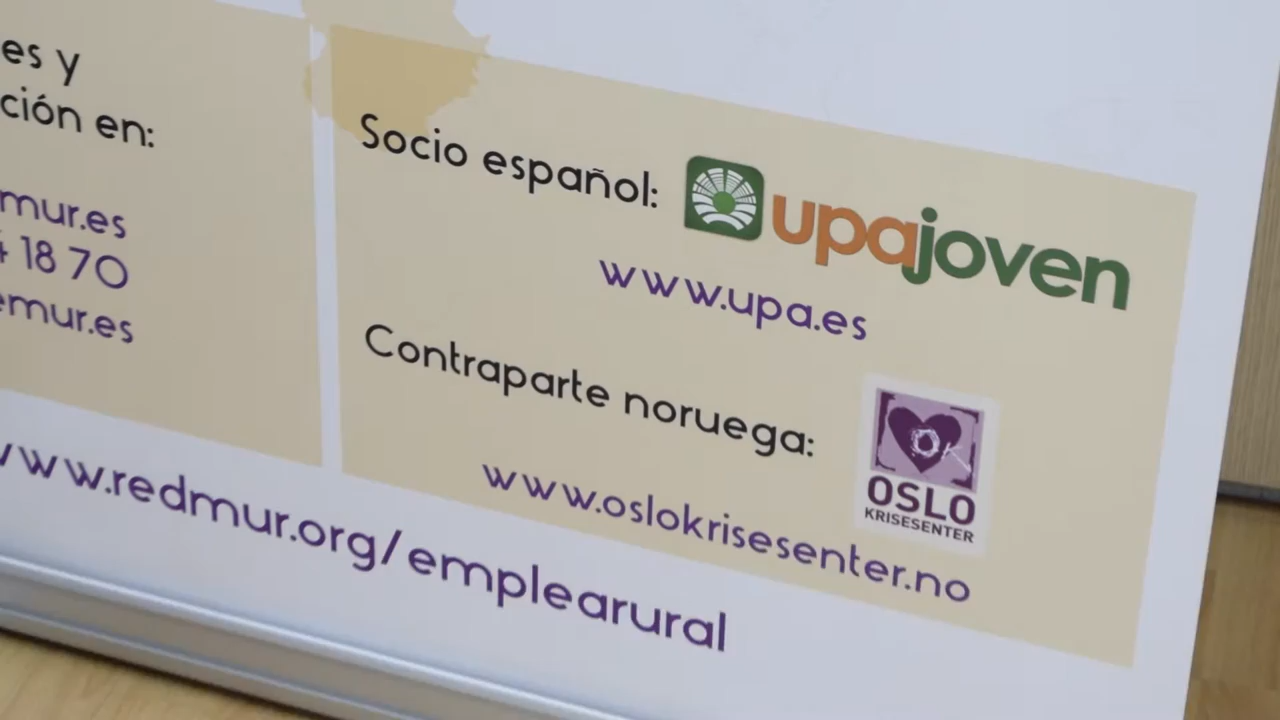 es y
ción en:
mur.es
18 70
emur.es
Socio español:
upajoven
www.upa.es
Contraparte noruega:
OK
OSLO
KRISESENTER
www.oslokrisesenter.no
www.redmur.org/emplearural